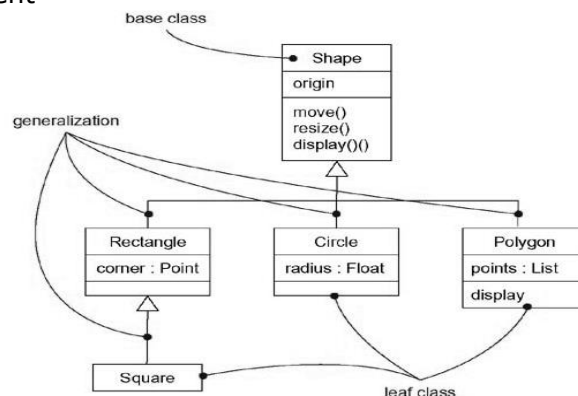 base class
Shape
origin
move()
resize()
display()()
generalization
Rectangle
corner : Point
Circle
radius : Float
Polygon
points : List
display
Square
leaf class